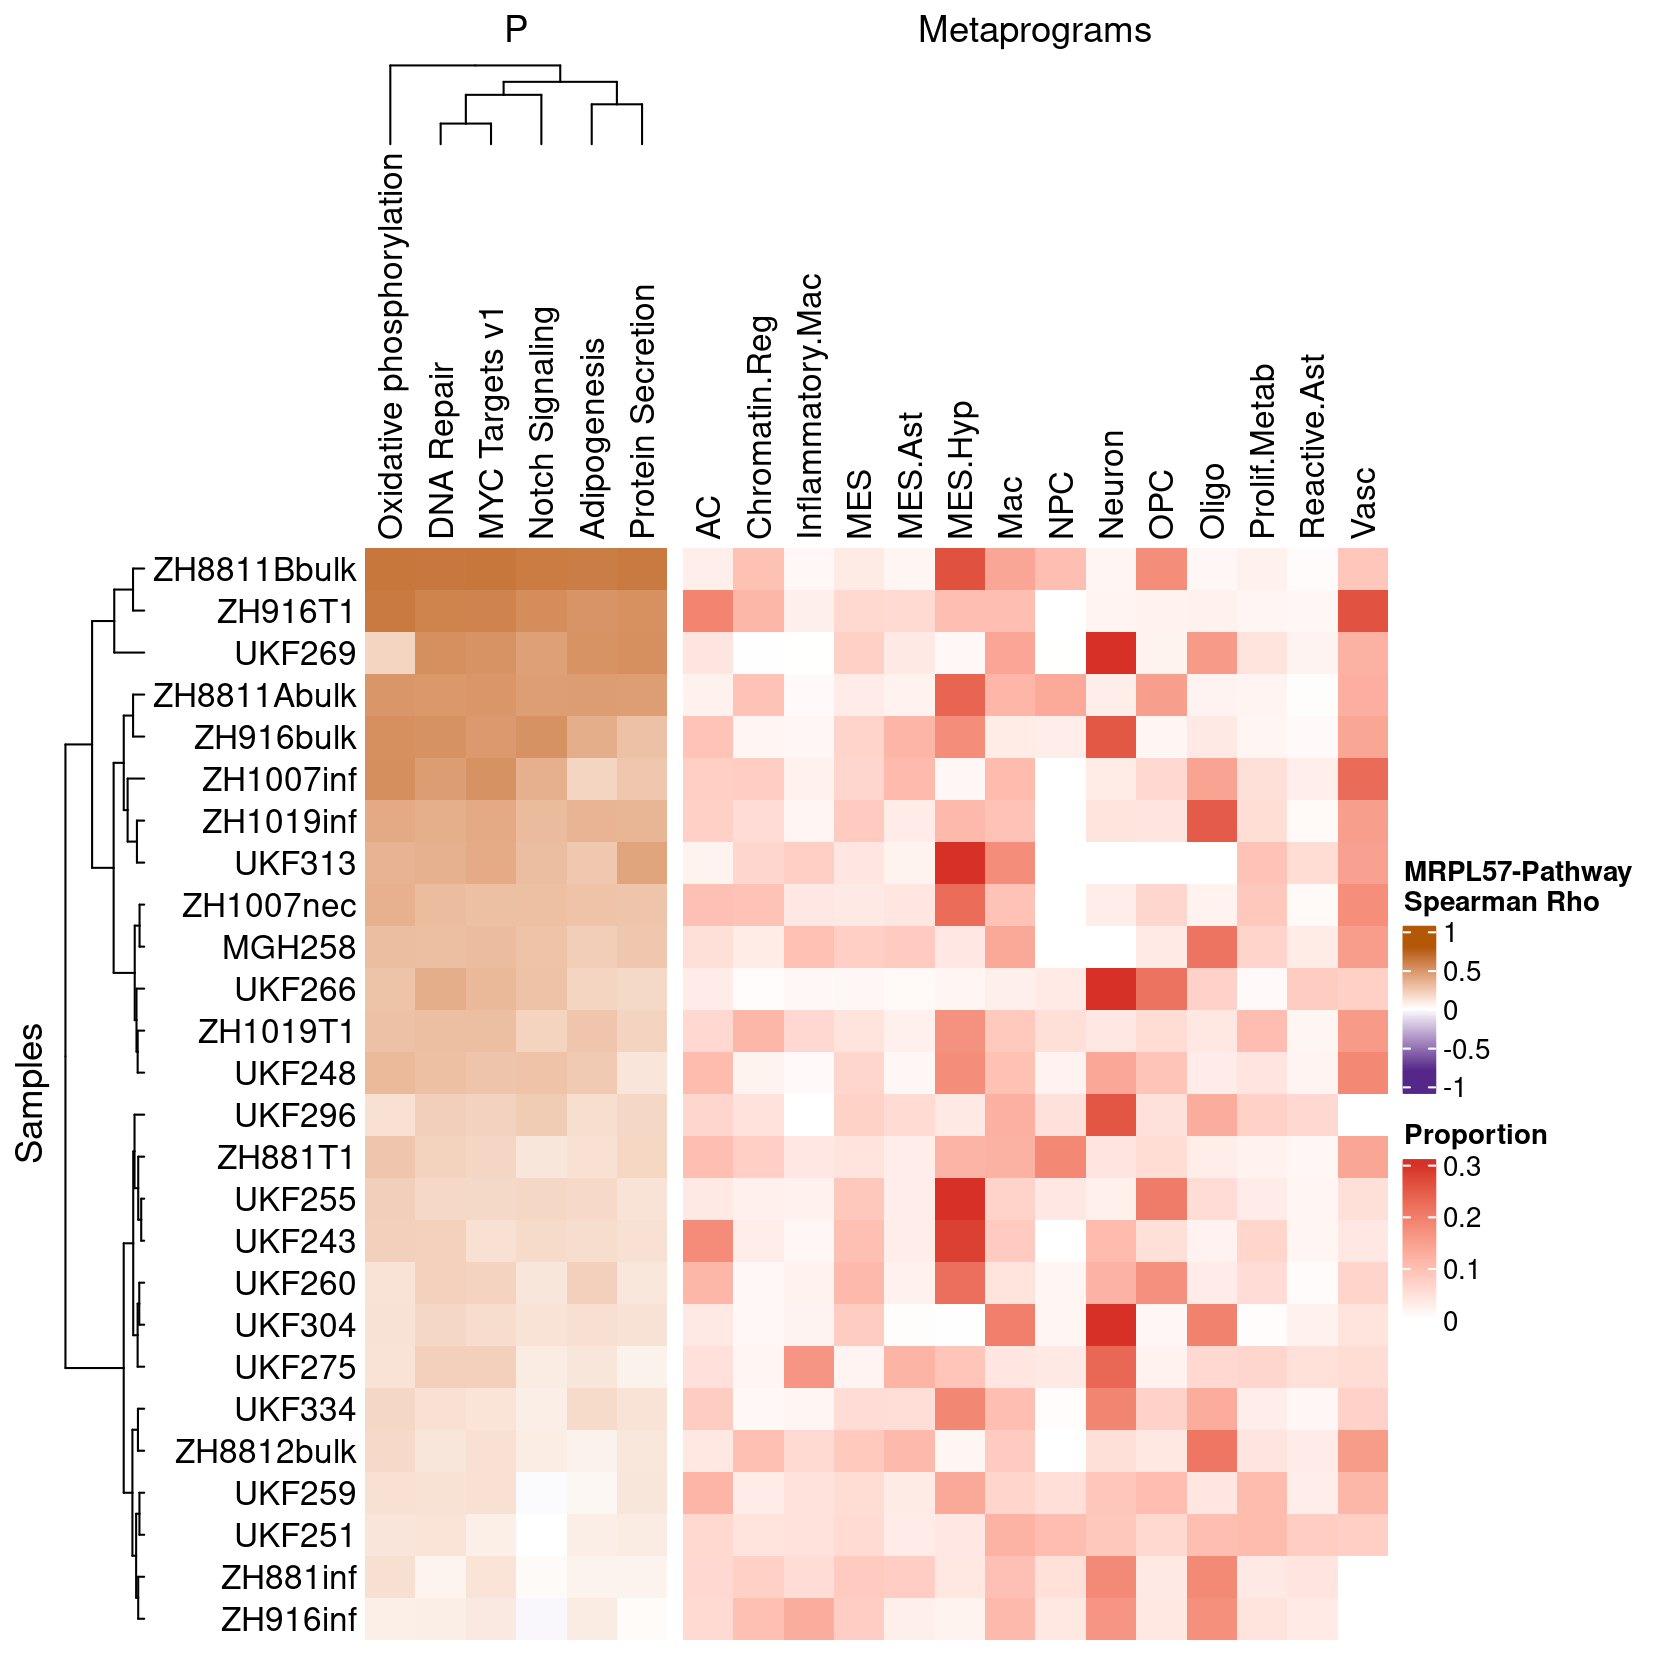 P
Metaprograms
Oxidative phosphorylation
DNA Repair
MYC Targets v1
Notch Signaling
Adipogenesis
Protein Secretion
AC
Chromatin.Reg
Inflammatory.Mac
MES
MES.Ast
MES.Hyp
Mac
NPC
Neuron
OPC
Oligo
Prolif.Metab
Reactive.Ast
Vasc
Samples
ZH8811Bbulk
ZH916T1
UKF269
ZH8811Abulk
ZH916bulk
ZH1007inf
ZH1019inf
UKF313
ZH1007nec
MGH258
UKF266
ZH1019T1
UKF248
UKF296
ZH881T1
UKF255
UKF243
UKF260
UKF304
UKF275
UKF334
ZH8812bulk
UKF259
UKF251
ZH881inf
ZH916inf
MRPL57-Pathway
Spearman Rho
1
0.5
0
-0.5
-1
Proportion
0.3
0.2
0.1
0